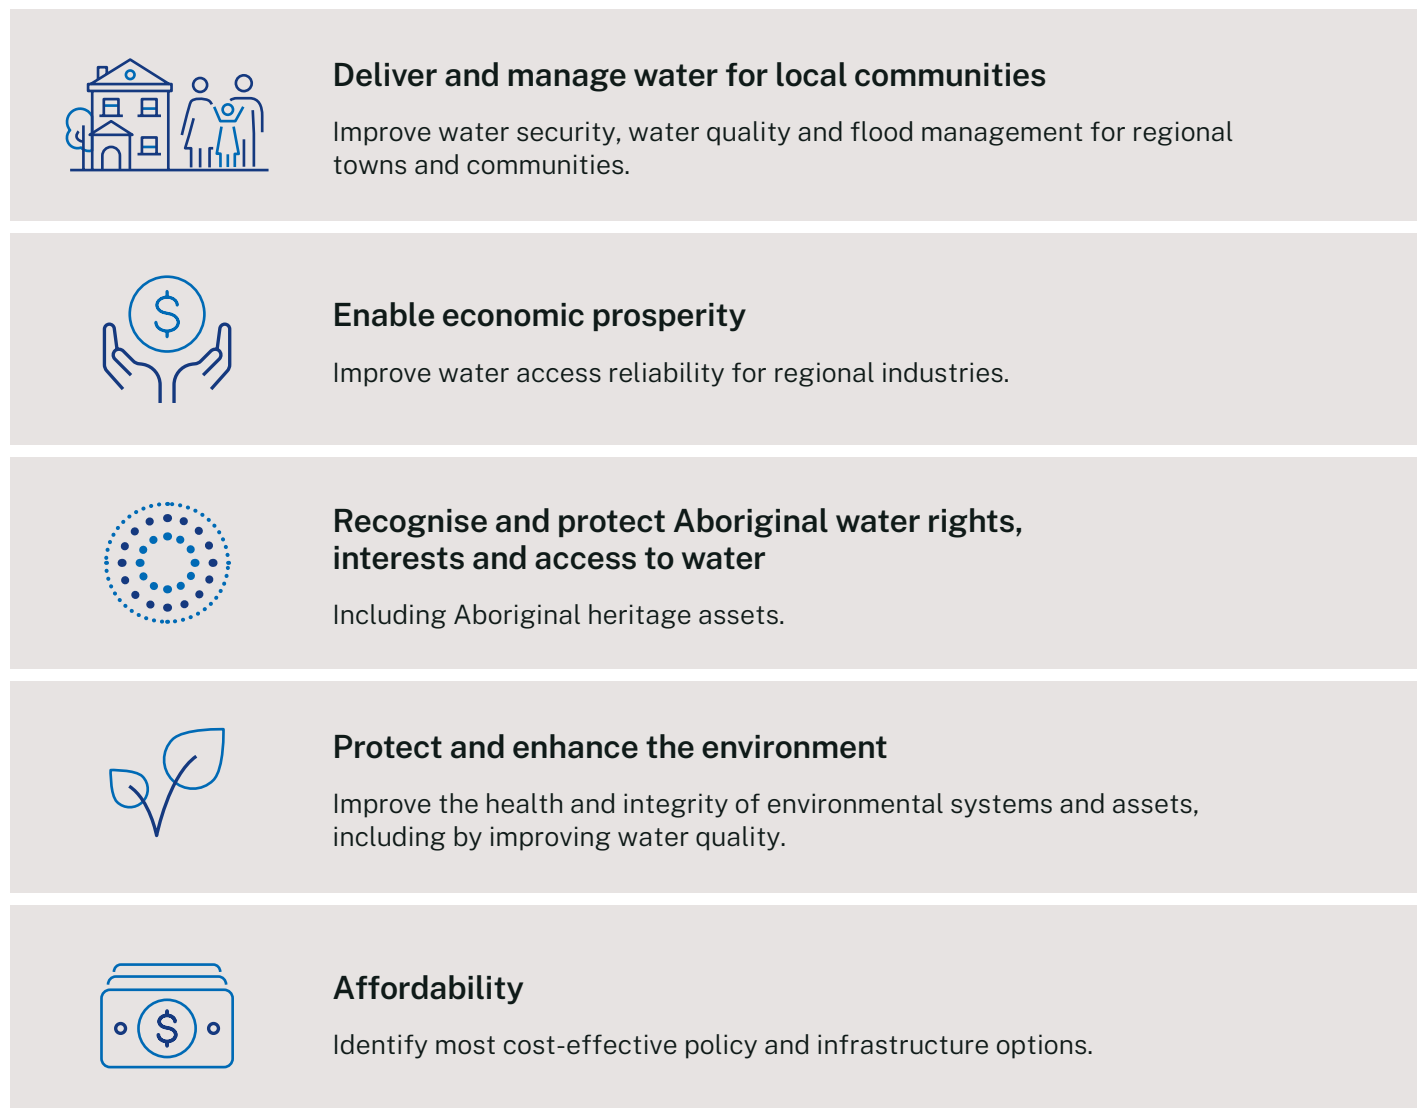 Deliver and manage water for local communities
Improve water security, water quality and flood management for regional
towns and communities.
$
Enable economic prosperity
Improve water access reliability for regional industries.
Recognise and protect Aboriginal water rights,
interests and access to water
Including Aboriginal heritage assets.
Protect and enhance the environment
Improve the health and integrity of environmental systems and assets,
including by improving water quality.
$
Affordability
Identify most cost-effective policy and infrastructure options.